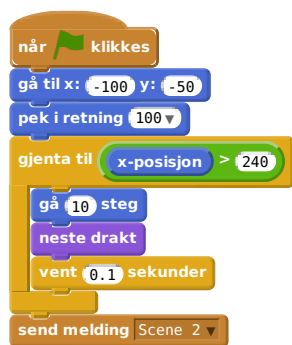 når klikkes
gå til x: -100 y: -50
pek i retning 100▼
gjenta til x-posisjon > 240
gå 10 steg
neste drakt
vent 0.1 sekunder
send melding Scene 2 ▼